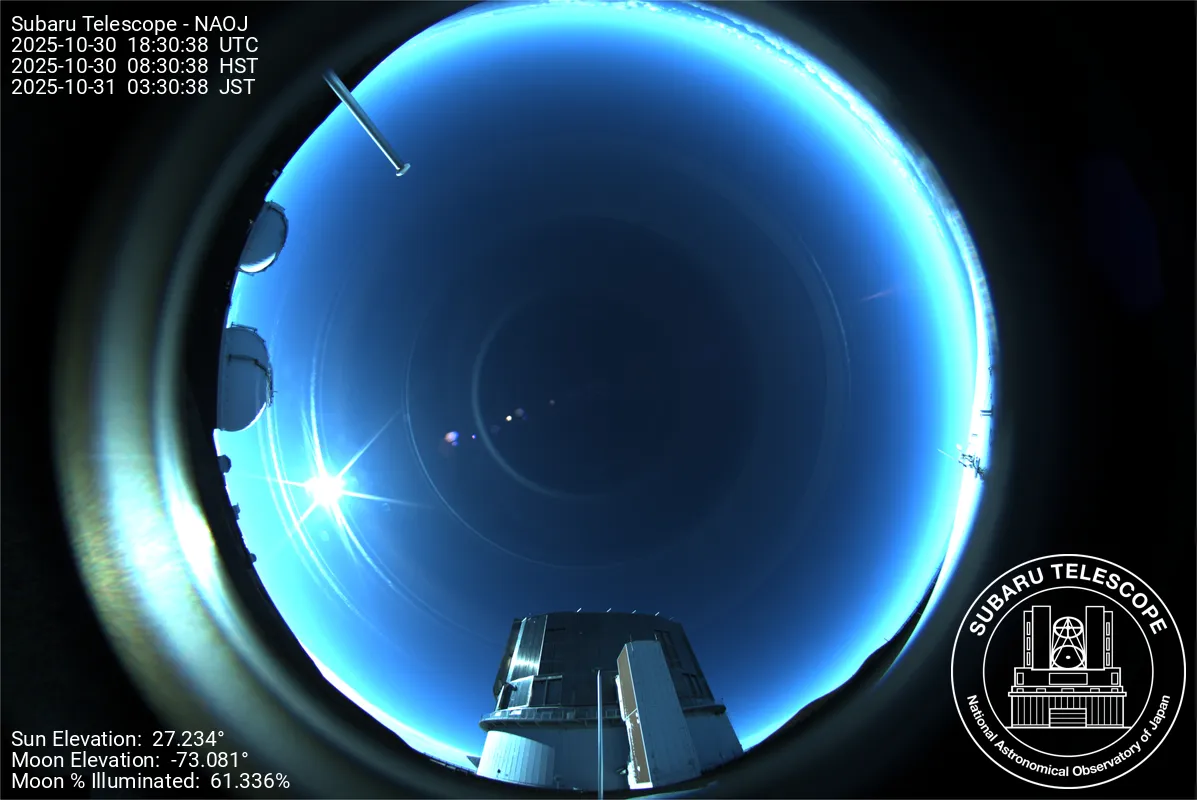 Subaru Telescope - NAOJ
2025-10-30 18:30:38 UTC
2025-10-30 08:30:38 HST
2025-10-31 03:30:38 JST
SUBARU TELESCOPE
National Astronomical Observatory of Japan
Sun Elevation: 27.234°
Moon Elevation: -73.081°
Moon % Illuminated: 61.336%